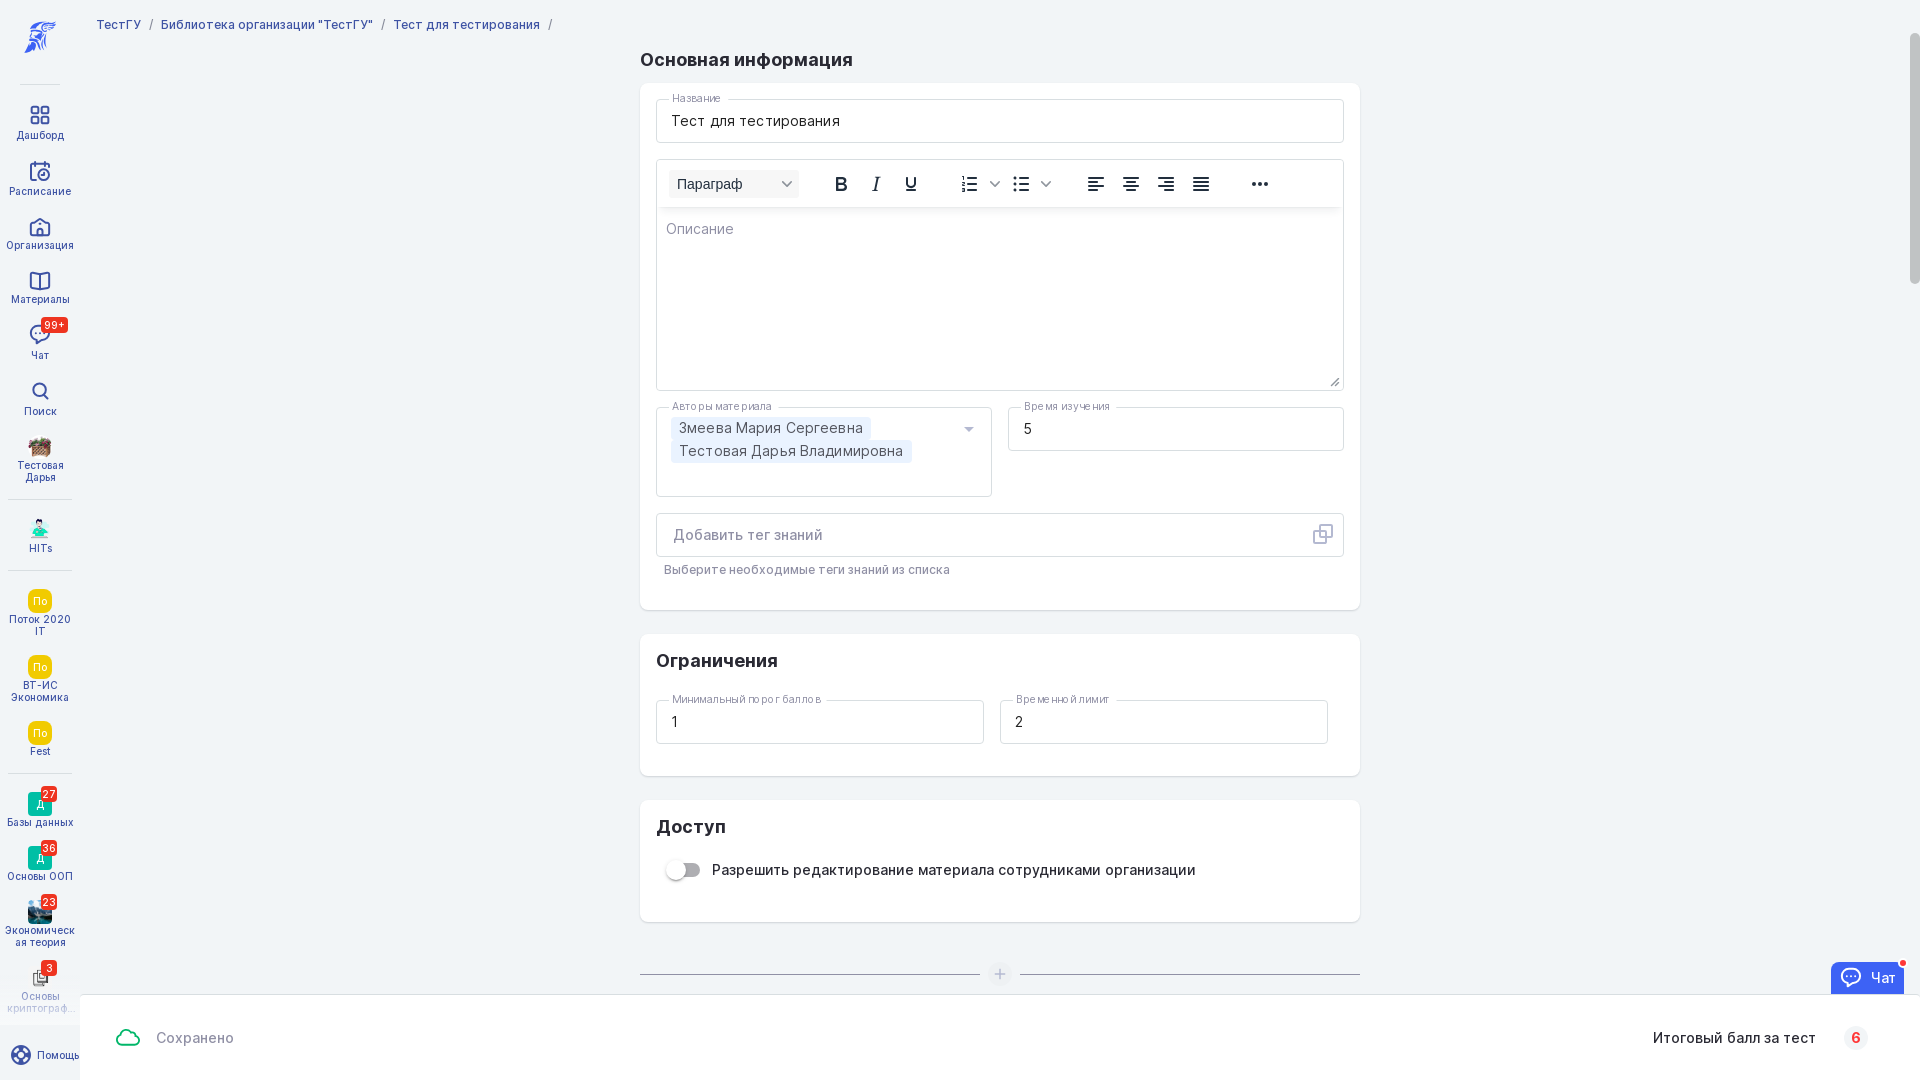 ТестГУ / Библиотека организации "ТестГУ" / Тест для тестирования /
Дашборд
Расписание
Организация
Материалы
99+
Чат
Поиск
Тестовая
Дарья
HITs
По
Поток 2020
IT
По
ВТ-ИС
Экономика
По
Fest
27
Д
Базы данных
36
Д
Основы ООП
23
Экономическ
ая теория
3
Основы
криптограф...
Помощь
Основная информация
Название
Тест для тестирования
Параграф
Описание
Авторы материала
Змеева Мария Сергеевна
Тестовая Дарья Владимировна
Время изучения
5
Добавить тег знаний
Выберите необходимые теги знаний из списка
Ограничения
Минимальный порог баллов
1
Временной лимит
2
Доступ
Разрешить редактирование материала сотрудниками организации
Чат
Сохранено
Итоговый балл за тест 6